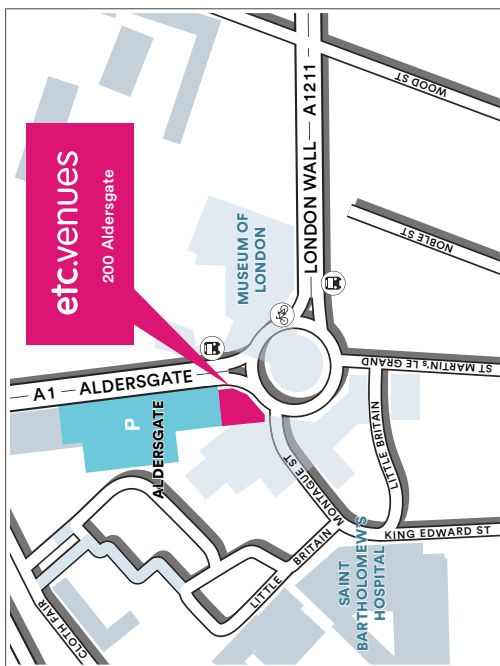 etc.venues
200 Aldersgate
A1 — ALDERSGATE
P
ALDERSGATE
MUSEUM OF
LONDON
LONDON WALL — A1211
WOOD ST
NOBLE ST
ST MARTIN's LE GRAND
LITTLE BRITAIN
MONTAGUE ST
KING EDWARD ST
LITTLE BRITAIN
SAINT
BARTHOLOMEW'S
HOSPITAL
CLOTH FAIR